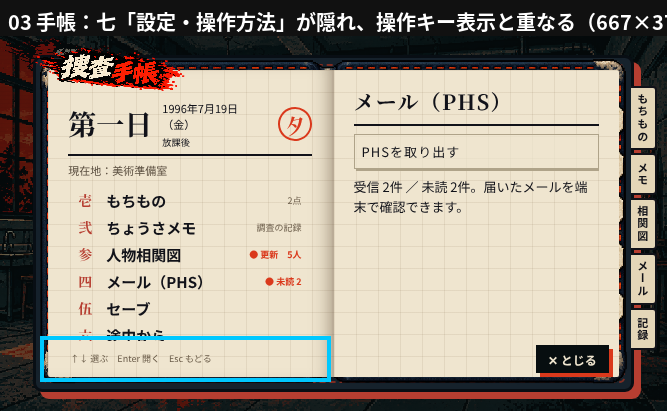 03 手帳：七「設定・操作方法」が隠れ、操作キー表示と重なる（667×37
捜査手帳
第一日
1996年7月19日
（金）
放課後
夕
現在地：美術準備室
壱 もちもの 2点
弐 ちょうさメモ 調査の記録
参 人物相関図 ● 更新 5人
四 メール（PHS） ● 未読 2
伍 セーブ
六 途中から
↑↓ 選ぶ Enter 開く Esc もどる
メール（PHS）
PHSを取り出す
受信 2件 ／ 未読 2件。届いたメールを端
末で確認できます。
× とじる
もちもの
メモ
相関図
メール
記録